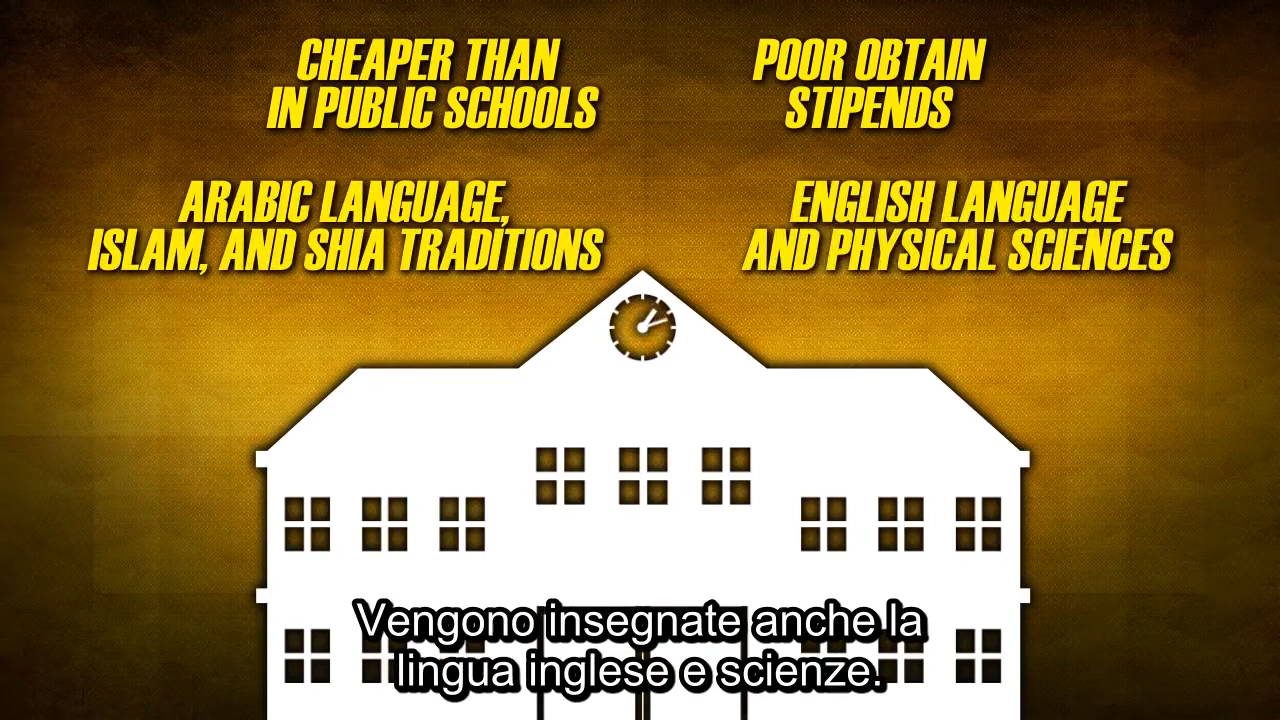 CHEAPER THAN
IN PUBLIC SCHOOLS
POOR OBTAIN
STIPENDS
ARABIC LANGUAGE,
ISLAM, AND SHIA TRADITIONS
ENGLISH LANGUAGE
AND PHYSICAL SCIENCES
Vengono insegnate anche la
lingua inglese e scienze.